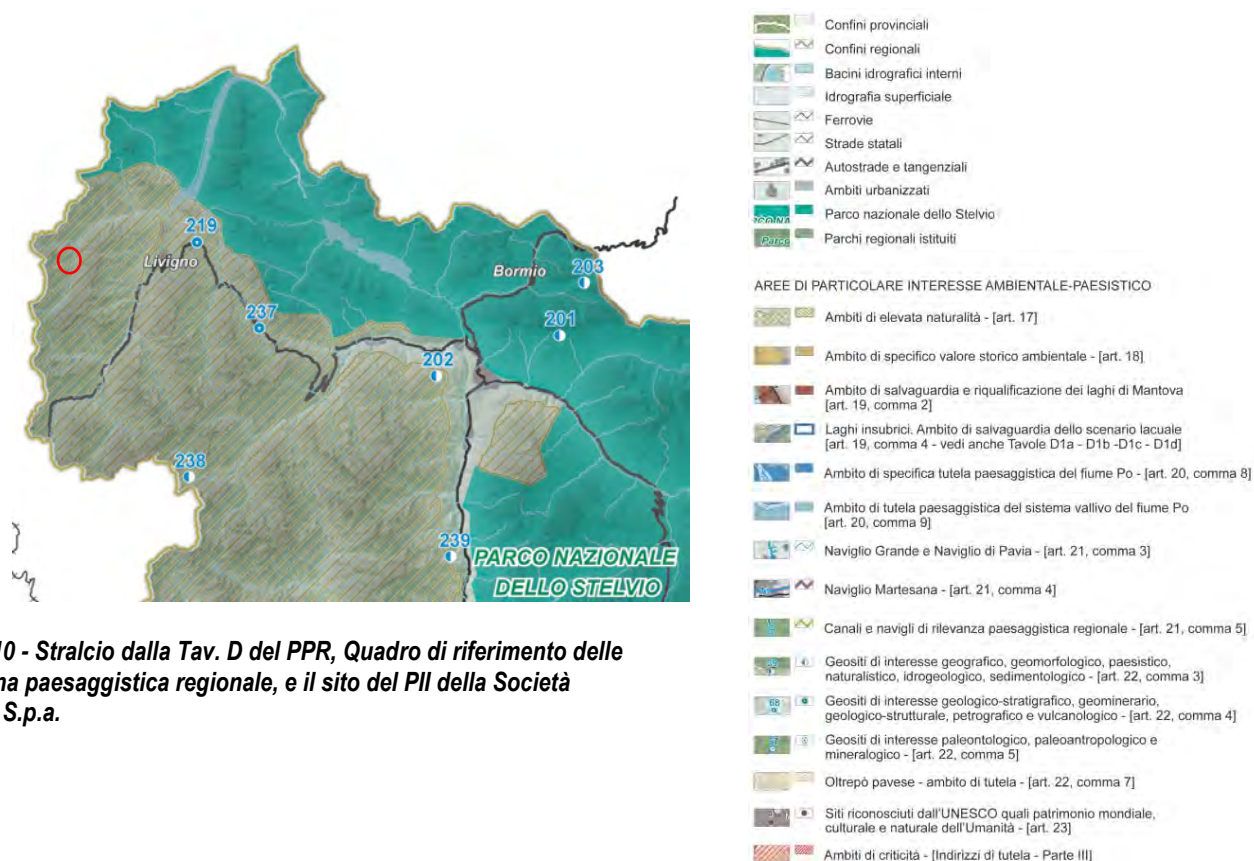 219
Livigno
237
Bormio
203
201
202
238
239
PARCO NAZIONALE
DELLO STELVIO
10 - Stralcio dalla Tav. D del PPR, Quadro di riferimento delle
paesaggistica regionale, e il sito del PII della Società
S.p.a.
Confini provinciali
Confini regionali
Bacini idrografici interni
Idrografia superficiale
Ferrovie
Strade statali
Autostrade e tangenziali
Ambiti urbanizzati
Parco nazionale dello Stelvio
Parco
Parchi regionali istituiti
AREE DI PARTICOLARE INTERESSE AMBIENTALE-PAESISTICO
Ambiti di elevata naturalità - [art. 17]
Ambito di specifico valore storico ambientale - [art. 18]
Ambito di salvaguardia e riqualificazione dei laghi di Mantova
[art. 19, comma 2]
Laghi insubrici. Ambito di salvaguardia dello scenario lacuale
[art. 19, comma 4 - vedi anche Tavole D1a - D1b -D1c - D1d]
Ambito di specifica tutela paesaggistica del fiume Po - [art. 20, comma 8]
Ambito di tutela paesaggistica del sistema vallivo del fiume Po
[art. 20, comma 9]
Naviglio Grande e Naviglio di Pavia - [art. 21, comma 3]
Naviglio Martesana - [art. 21, comma 4]
Canali e navigli di rilevanza paesaggistica regionale - [art. 21, comma 5]
Geositi di interesse geografico, geomorfologico, paesistico,
naturalistico, idrogeologico, sedimentologico - [art. 22, comma 3]
68
Geositi di interesse geologico-stratigrafico, geominerario,
geologico-strutturale, petrografico e vulcanologico - [art. 22, comma 4]
Geositi di interesse paleontologico, paleoantropologico e
mineralogico - [art. 22, comma 5]
Oltrepò pavese - ambito di tutela - [art. 22, comma 7]
Siti riconosciuti dall'UNESCO quali patrimonio mondiale,
culturale e naturale dell'Umanità - [art. 23]
Ambiti di criticità - [Indirizzi di tutela - Parte III]